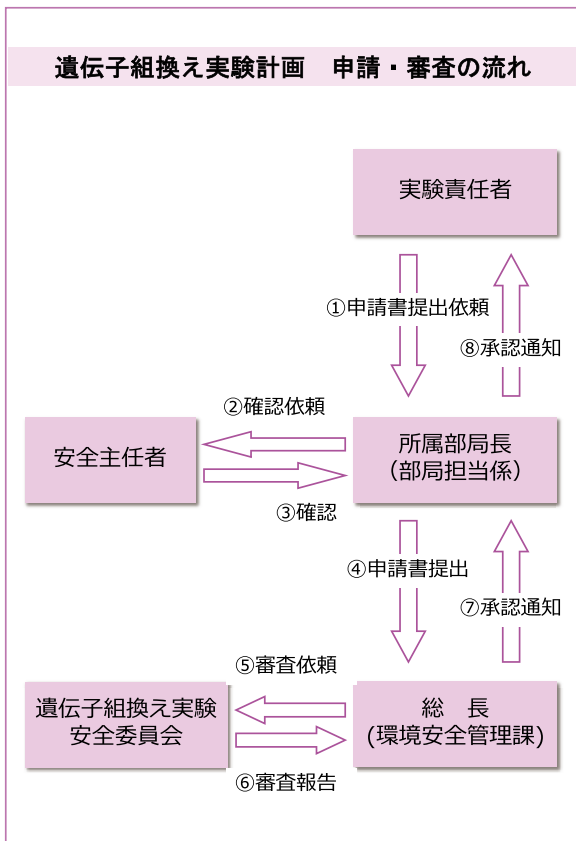 遺伝子組換え実験計画　申請・審査の流れ
実験責任者
①申請書提出依頼
⑧承認通知
②確認依頼
安全主任者
所属部局長
（部局担当係）
③確認
④申請書提出
⑦承認通知
⑤審査依頼
遺伝子組換え実験
安全委員会
総　長
(環境安全管理課)
⑥審査報告